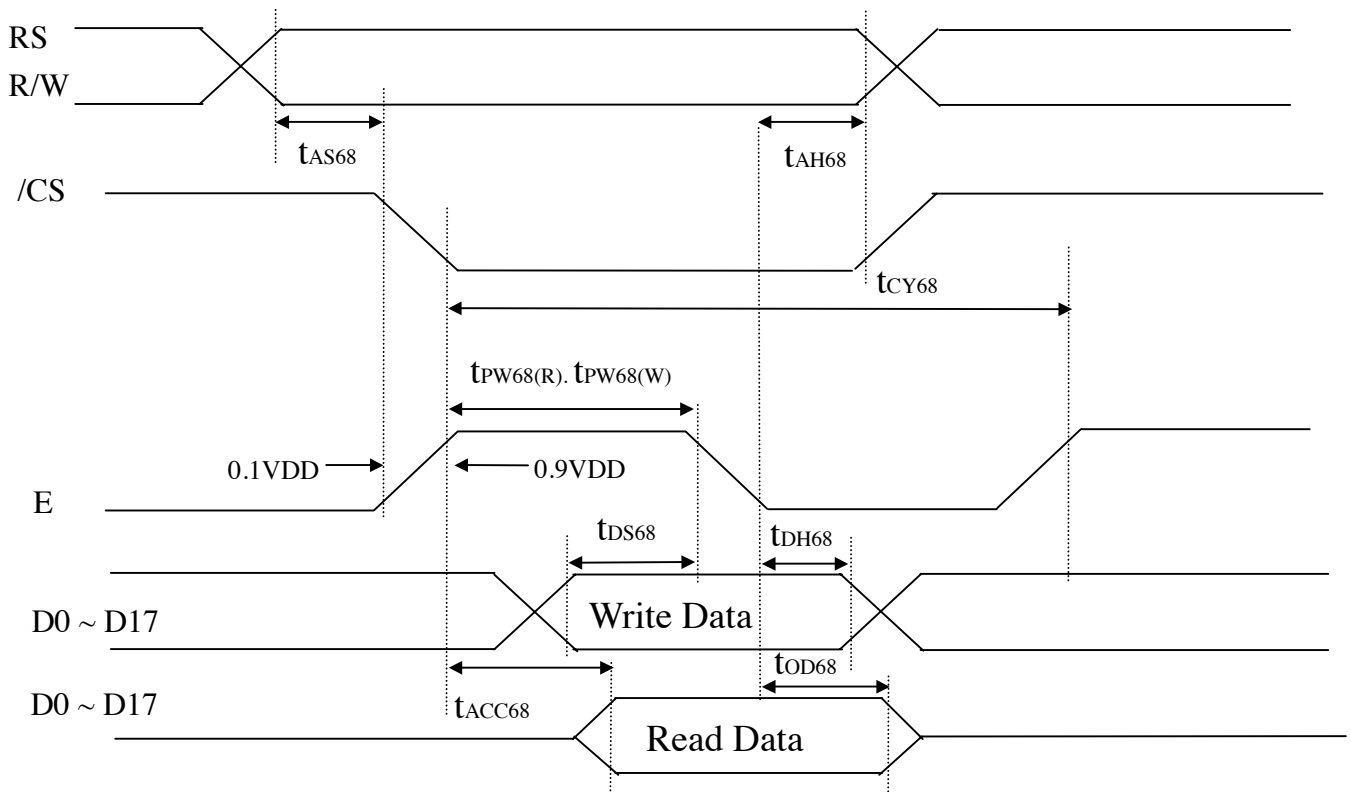 RS
R/W
tAS68
tAH68
/CS
tCY68
tPW68(R). tPW68(W)
0.1VDD
0.9VDD
E
tDS68
tDH68
D0 ~ D17
Write Data
tOD68
D0 ~ D17
tACC68
Read Data